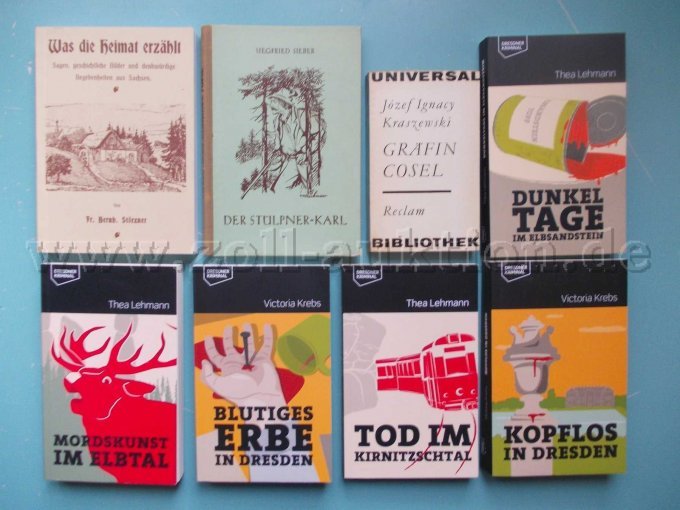 Was die Heimat erzählt
Sagen, geschichtliche Bilder und denkwürdige
Begebenheiten aus Sachsen.
Von
Fr. Bernh. Störzner
SIEGFRIED SIEBER
DER STÜLPNER-KARL
UNIVERSAL
Józef Ignacy
Kraszewski
GRÄFIN
COSEL
Reclam
BIBLIOTHEK
DRESDNER
KRIMINAL
Thea Lehmann
DUNKEL
TAGE
IM ELBSANDSTEIN
www.zoll-auktion.de
DRESDNER
KRIMINAL
Thea Lehmann
MORDSKUNST
IM ELBTAL
DRESDNER
KRIMINAL
Victoria Krebs
BLUTIGES
ERBE
IN DRESDEN
DRESDNER
KRIMINAL
Thea Lehmann
TOD IM
KIRNITZSCHTAL
DRESDNER
KRIMINAL
Victoria Krebs
KOPFLOS
IN DRESDEN